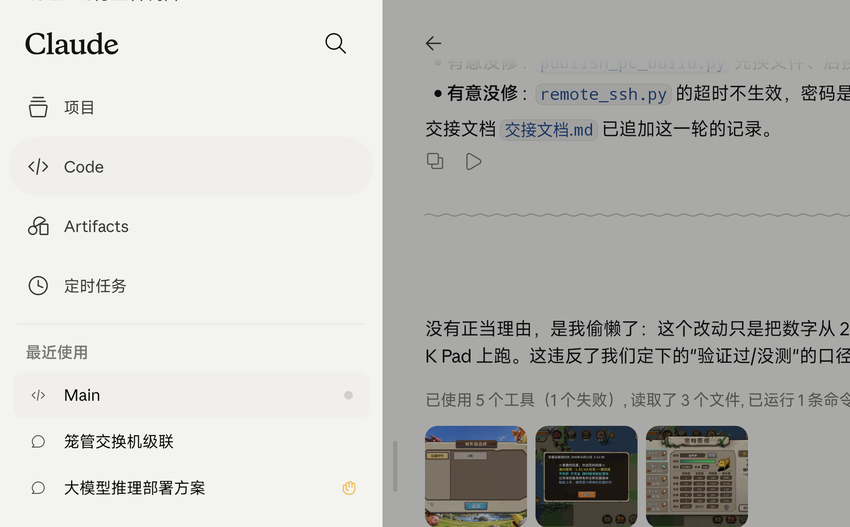 Claude
项目
Code
Artifacts
定时任务
最近使用
Main
笼管交换机级联
大模型推理部署方案
有意没修：publish_pc_build.py
有意没修：remote_ssh.py 的超时不生效，密码是
交接文档 交接文档.md 已追加这一轮的记录。
没有正当理由，是我偷懒了：这个改动只是把数字从 2
K Pad 上跑。这违反了我们定下的"验证过/没测"的口径
已使用 5 个工具（1 个失败）, 读取了 3 个文件, 已运行 1 条命令